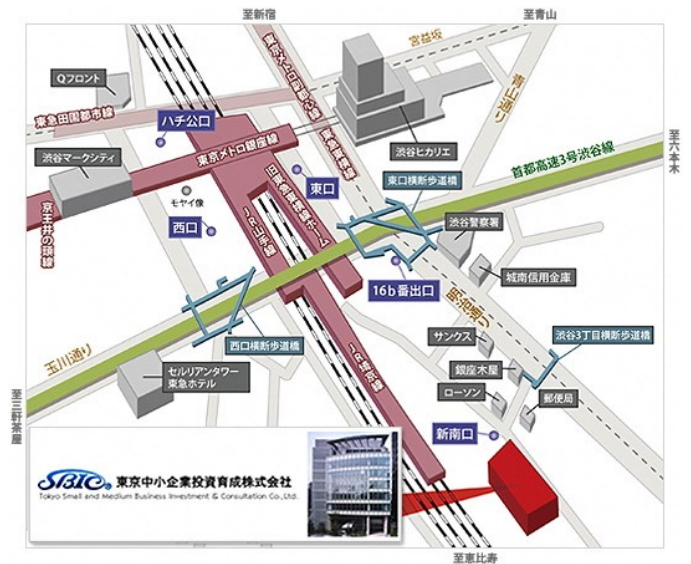 至新宿
至青山
宮益坂
Qフロント
東急田園都市線
東京メトロ副都心線
青山通り
ハチ公口
渋谷マークシティ
東京メトロ銀座線
東急東横線
渋谷ヒカリエ
至六本木
首都高速3号渋谷線
東口
東口横断歩道橋
旧東急東横線ホーム
モヤイ像
京王井の頭線
西口
JR山手線
渋谷警察署
城南信用金庫
16b番出口
明治通り
サンクス
渋谷3丁目横断歩道橋
西口横断歩道橋
玉川通り
JR埼京線
銀座木屋
セルリアンタワー
東急ホテル
ローソン
郵便局
至三軒茶屋
新南口
SBIC 東京中小企業投資育成株式会社
Tokyo Small and Medium Business Investment & Consultation Co.,Ltd.
至恵比寿